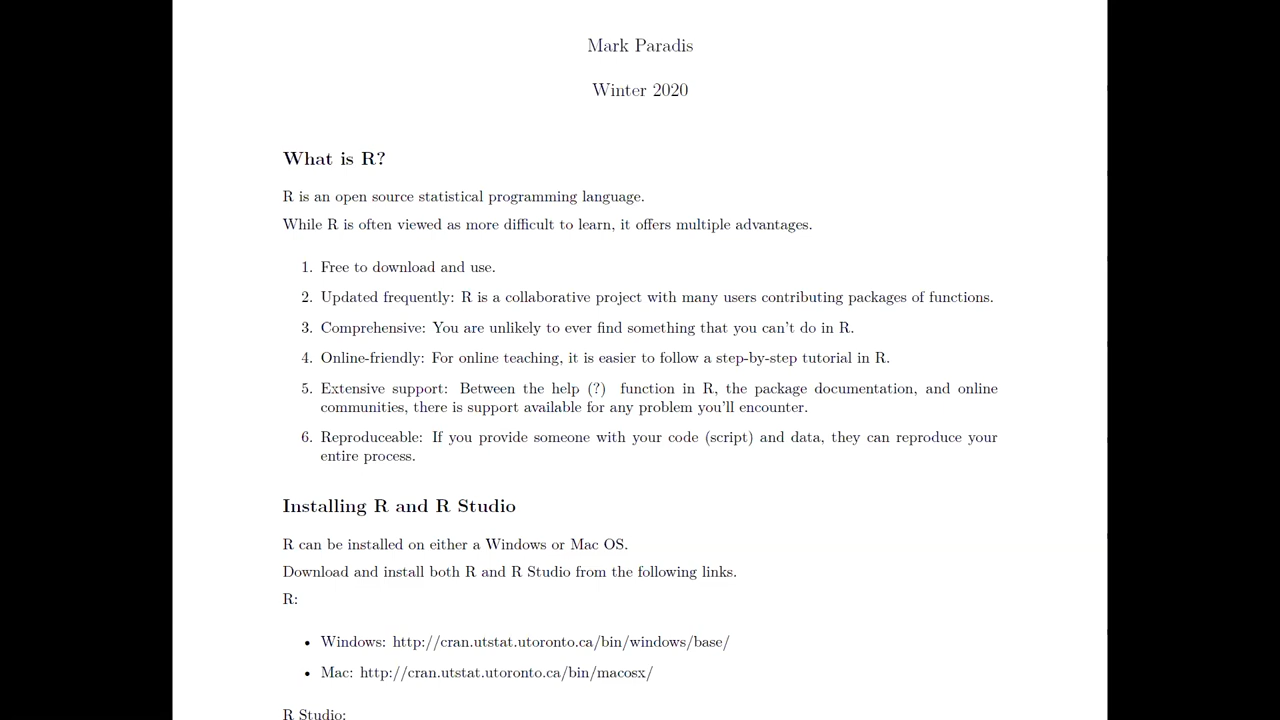 Mark Paradis
Winter 2020
What is R?
R is an open source statistical programming language.
While R is often viewed as more difficult to learn, it offers multiple advantages.
1. Free to download and use.
2. Updated frequently: R is a collaborative project with many users contributing packages of functions.
3. Comprehensive: You are unlikely to ever find something that you can't do in R.
4. Online-friendly: For online teaching, it is easier to follow a step-by-step tutorial in R.
5. Extensive support: Between the help (?) function in R, the package documentation, and online
communities, there is support available for any problem you'll encounter.
6. Reproduceable: If you provide someone with your code (script) and data, they can reproduce your
entire process.
Installing R and R Studio
R can be installed on either a Windows or Mac OS.
Download and install both R and R Studio from the following links.
R:
• Windows: http://cran.utstat.utoronto.ca/bin/windows/base/
• Mac: http://cran.utstat.utoronto.ca/bin/macosx/
R Studio: